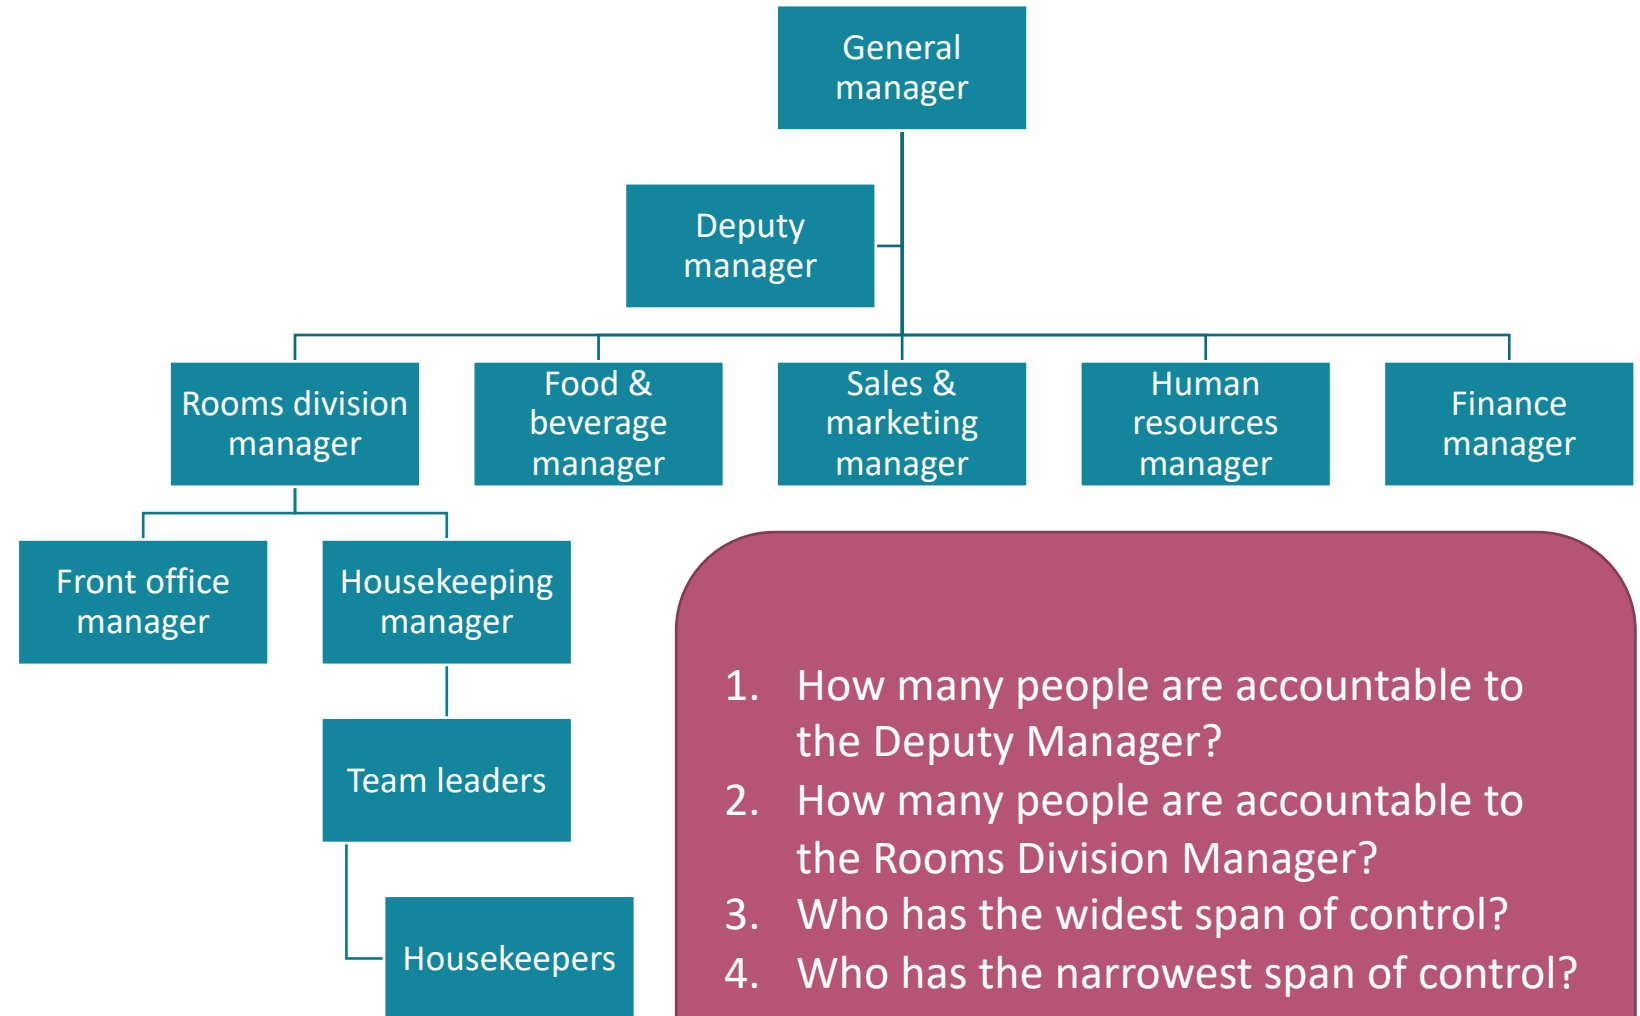 General
manager
Deputy
manager
Rooms division
manager
Food &
beverage
manager
Sales &
marketing
manager
Human
resources
manager
Finance
manager
Front office
manager
Housekeeping
manager
Team leaders
Housekeepers
1. How many people are accountable to
the Deputy Manager?
2. How many people are accountable to
the Rooms Division Manager?
3. Who has the widest span of control?
4. Who has the narrowest span of control?